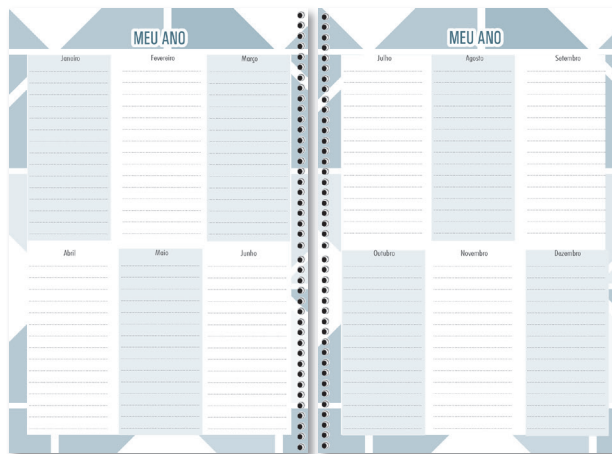 MEU ANO
Janeiro Fevereiro Março
Abril Maio Junho
MEU ANO
Julho Agosto Setembro
Outubro Novembro Dezembro